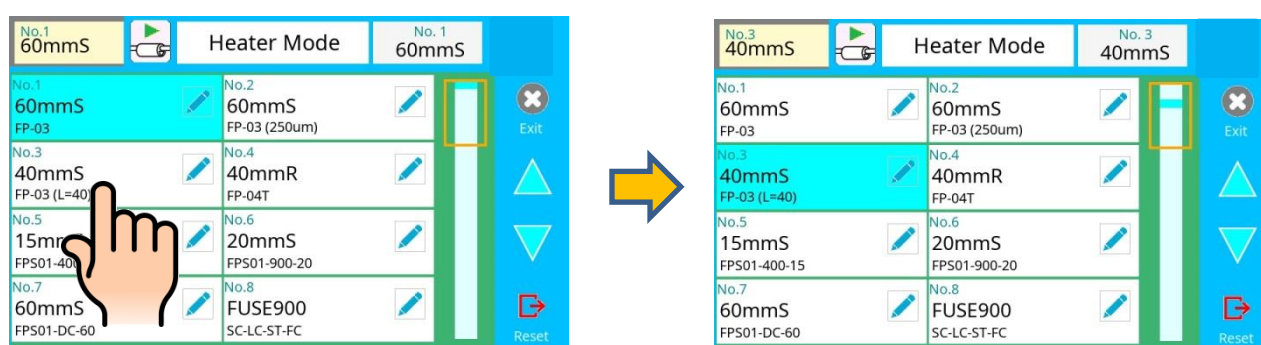 No.1
60mmS
Heater Mode
No. 1
60mmS
No.1
60mmS
FP-03
No.2
60mmS
FP-03 (250um)
No.3
40mmS
FP-03 (L=40)
No.4
40mmR
FP-04T
No.5
FPS01-400
No.6
20mmS
FPS01-900-20
No.7
60mmS
FPS01-DC-60
No.8
FUSE900
SC-LC-ST-FC
Exit
Reset
No.3
40mmS
Heater Mode
No. 3
40mmS
No.1
60mmS
FP-03
No.2
60mmS
FP-03 (250um)
No.3
40mmS
FP-03 (L=40)
No.4
40mmR
FP-04T
No.5
15mmS
FPS01-400-15
No.6
20mmS
FPS01-900-20
No.7
60mmS
FPS01-DC-60
No.8
FUSE900
SC-LC-ST-FC
Exit
Reset